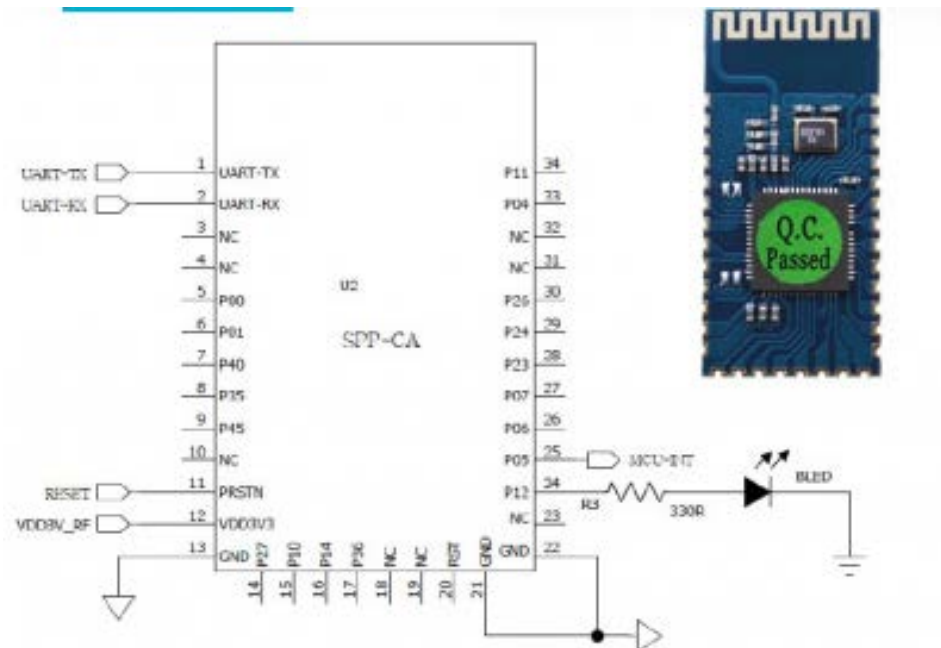 1 UART-TX
UART-TX
2 UART-RX
UART-RX
3 NC
4 NC
5 P00
6 P01
7 P40
8 P35
9 P45
10 NC
RESET 11 PRSTN
VDD3V_RF 12 VDD3V3
13 GND
U2
SPP-CA
P11 34
P04 33
NC 32
NC 31
P26 30
P24 29
P23 28
P07 27
P06 26
P05 25 MCU-INT
P12 24
NC 23
GND 22
R3
330R
BLED
P27 P10 P14 P36 NC NC RST GND
14 15 16 17 18 19 20 21
Q.C.
Passed